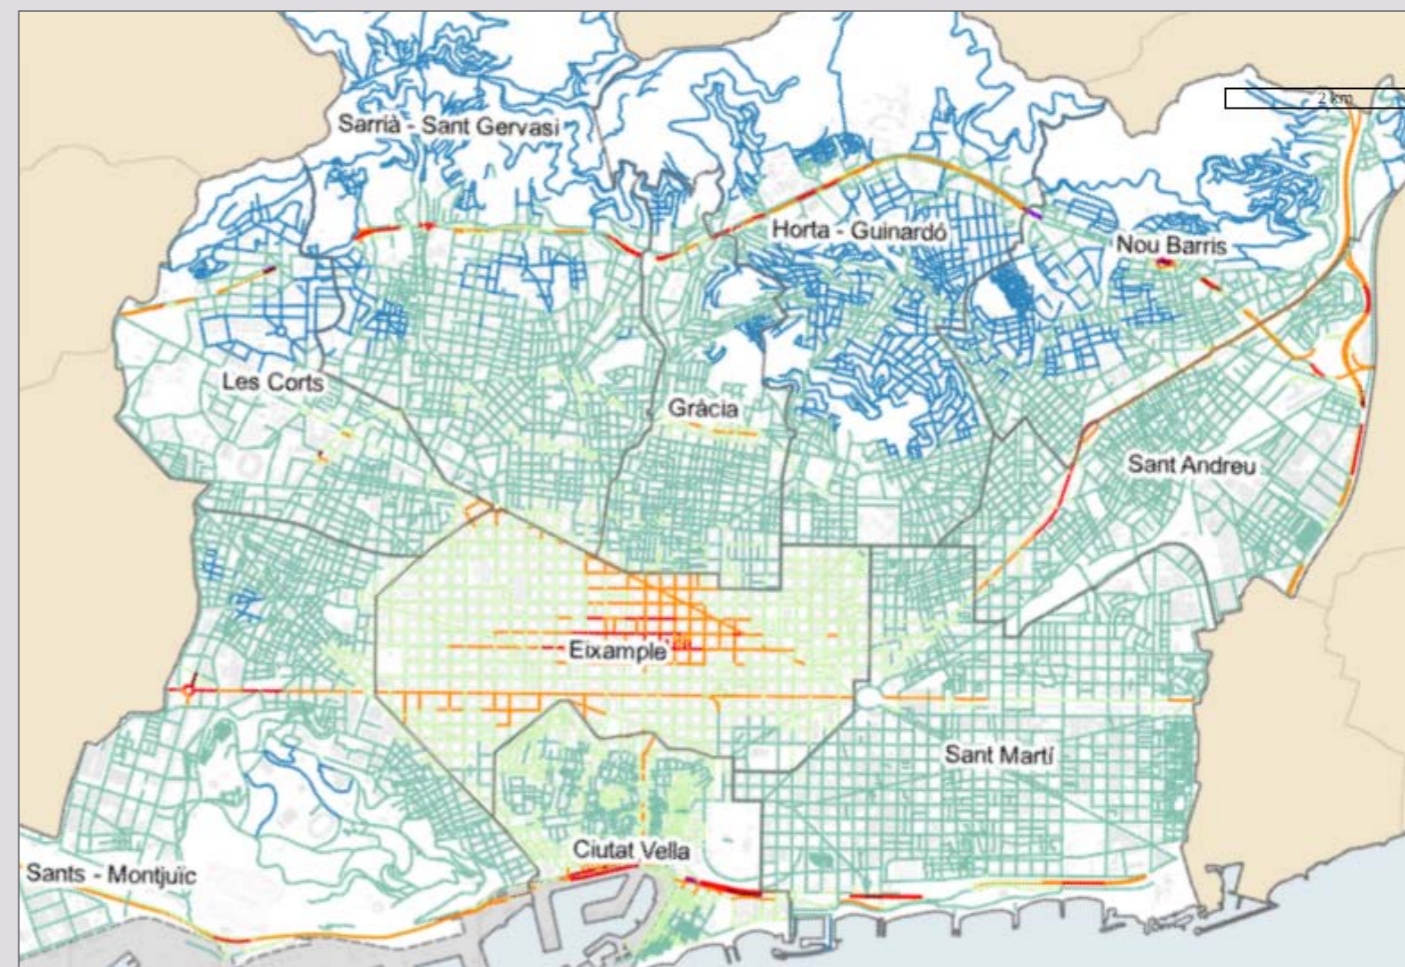 2 km
Sarrià - Sant Gervasi
Horta - Guinardó
Nou Barris
Les Corts
Gràcia
Sant Andreu
Eixample
Sant Martí
Ciutat Vella
Sants - Montjuïc